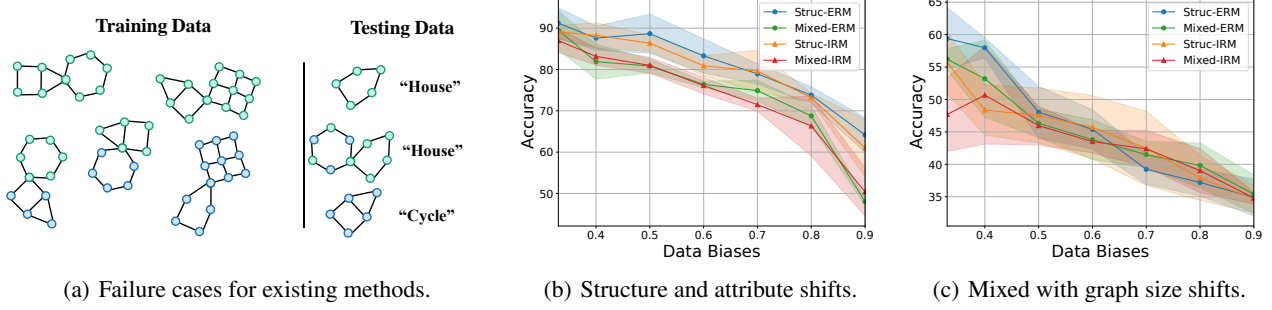 Training Data
Testing Data
“House”
“House”
“Cycle”
(a) Failure cases for existing methods.
Accuracy
90
80
70
60
50
0.4 0.5 0.6 0.7 0.8 0.9
Data Biases
Struc-ERM
Mixed-ERM
Struc-IRM
Mixed-IRM
(b) Structure and attribute shifts.
Accuracy
65
60
55
50
45
40
35
0.4 0.5 0.6 0.7 0.8 0.9
Data Biases
Struc-ERM
Mixed-ERM
Struc-IRM
Mixed-IRM
(c) Mixed with graph size shifts.